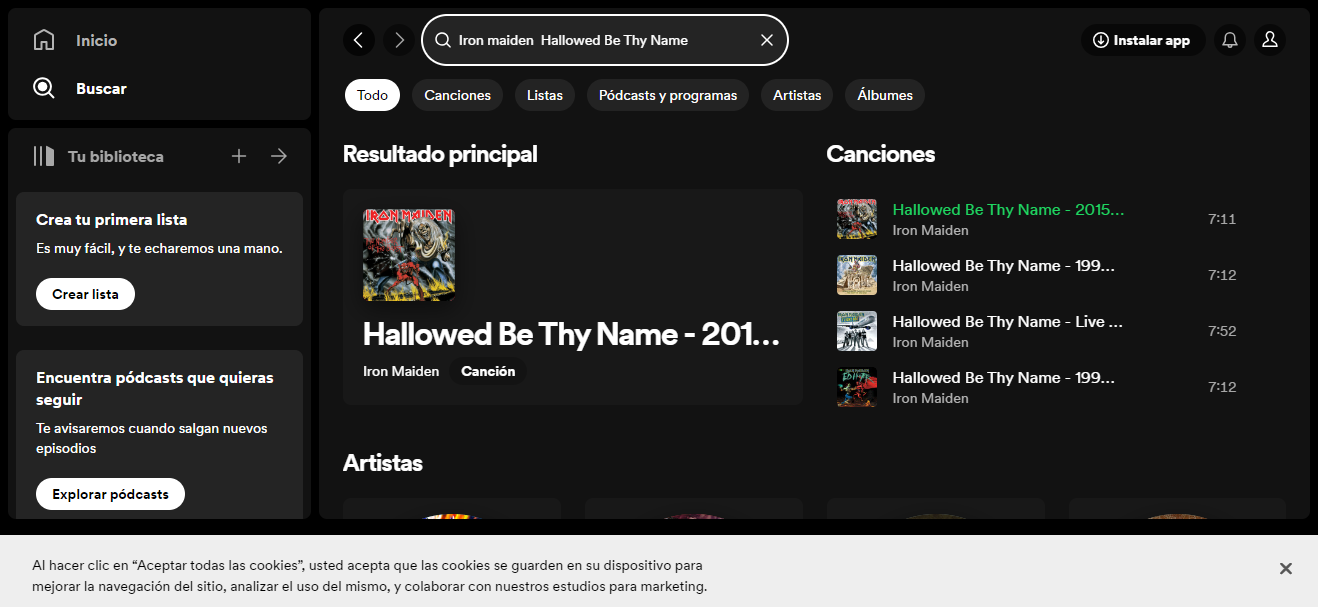 Inicio
Buscar
Tu biblioteca
Crea tu primera lista
Es muy fácil, y te echaremos una mano.
Crear lista
Encuentra pódcasts que quieras
seguir
Te avisaremos cuando salgan nuevos
episodios
Explorar pódcasts
Iron maiden  Hallowed Be Thy Name
Instalar app
Todo
Canciones
Listas
Pódcasts y programas
Artistas
Álbumes
Resultado principal
IRON MAIDEN
Hallowed Be Thy Name - 201...
Iron Maiden
Canción
Canciones
Hallowed Be Thy Name - 2015...
Iron Maiden
7:11
Hallowed Be Thy Name - 199...
Iron Maiden
7:12
Hallowed Be Thy Name - Live ...
Iron Maiden
7:52
Hallowed Be Thy Name - 199...
Iron Maiden
7:12
Artistas
Al hacer clic en “Aceptar todas las cookies”, usted acepta que las cookies se guarden en su dispositivo para
mejorar la navegación del sitio, analizar el uso del mismo, y colaborar con nuestros estudios para marketing.